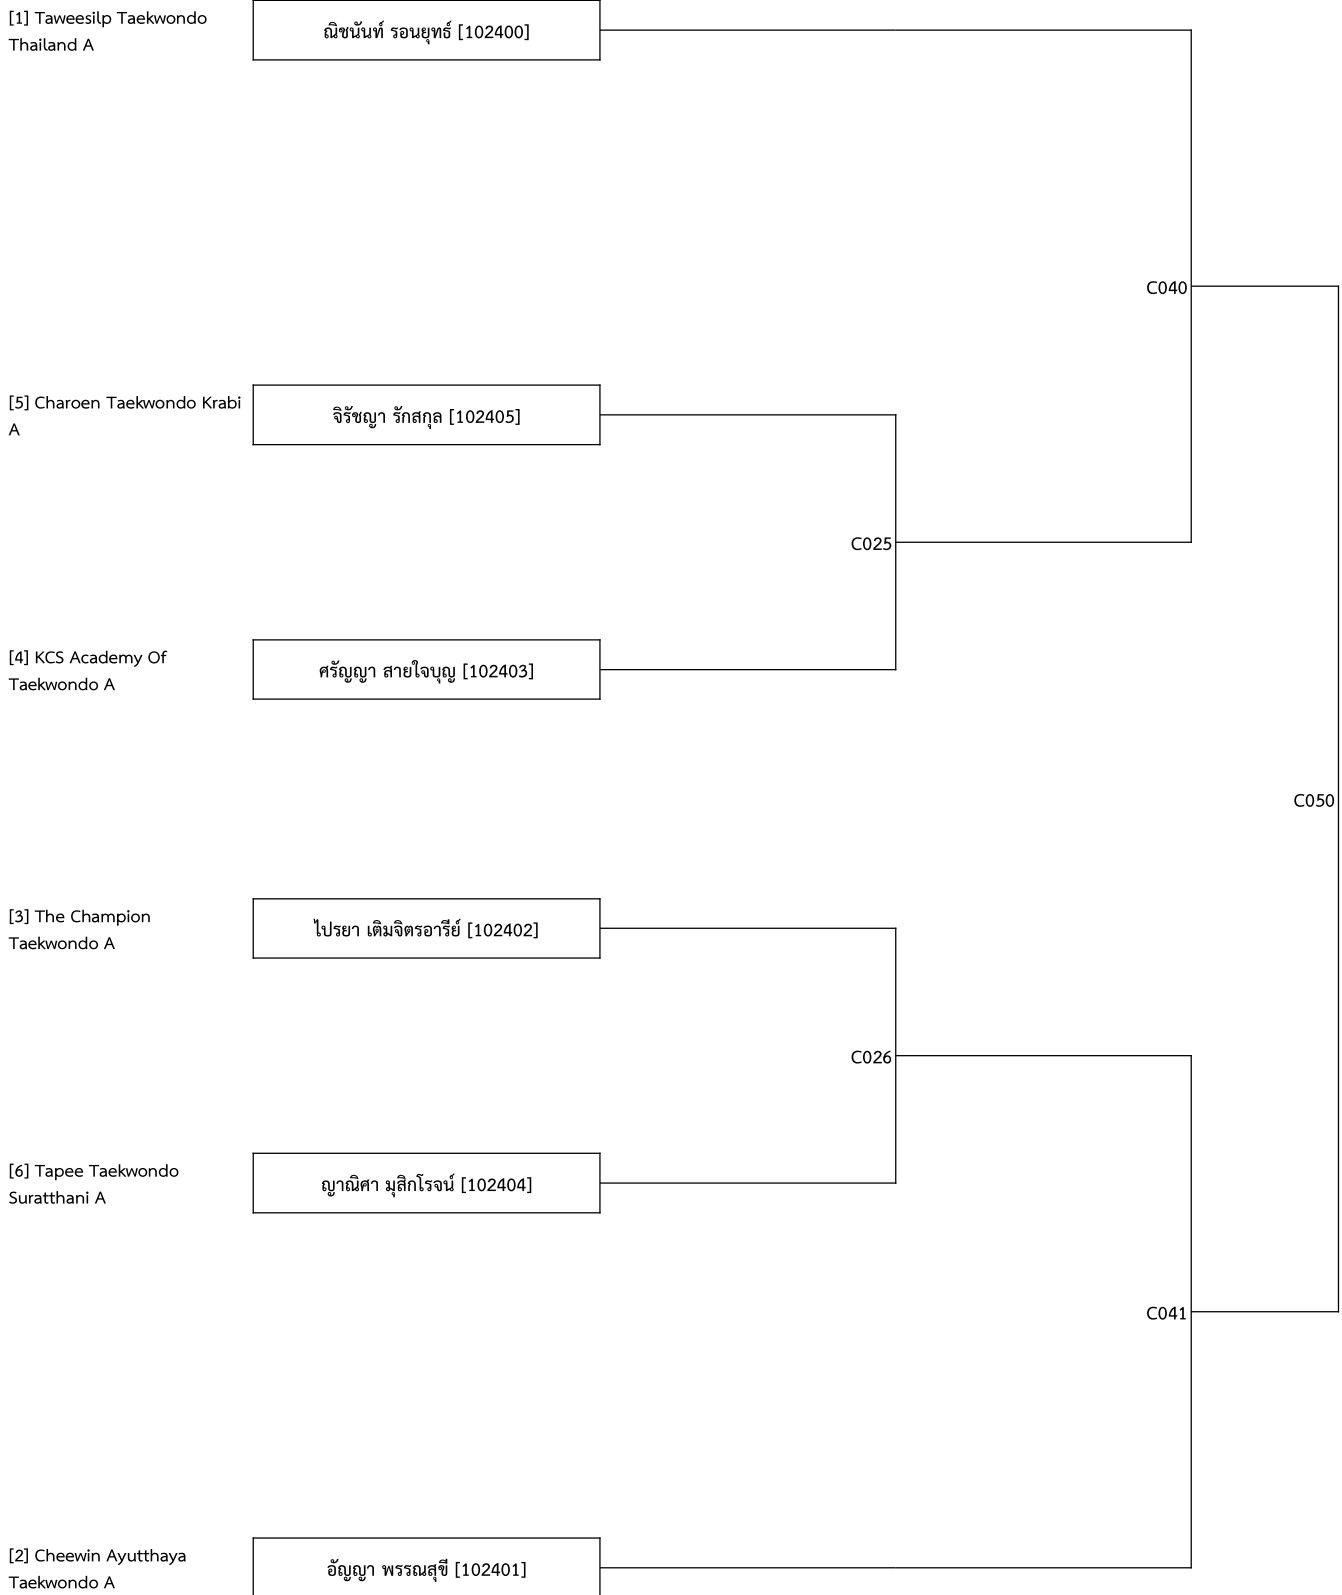 [1] Taweesilp Taekwondo
Thailand A
ณิชนันท์ รอนยุทธ์ [102400]
C040
[5] Charoen Taekwondo Krabi
A
จิรัชญา รักสกุล [102405]
C025
[4] KCS Academy Of
Taekwondo A
ศรัญญา สายใจบุญ [102403]
C050
[3] The Champion
Taekwondo A
ไปรยา เติมจิตรอารีย์ [102402]
C026
[6] Tapee Taekwondo
Suratthani A
ญาณิศา มุสิกโรจน์ [102404]
C041
[2] Cheewin Ayutthaya
Taekwondo A
อัญญา พรรณสุขี [102401]